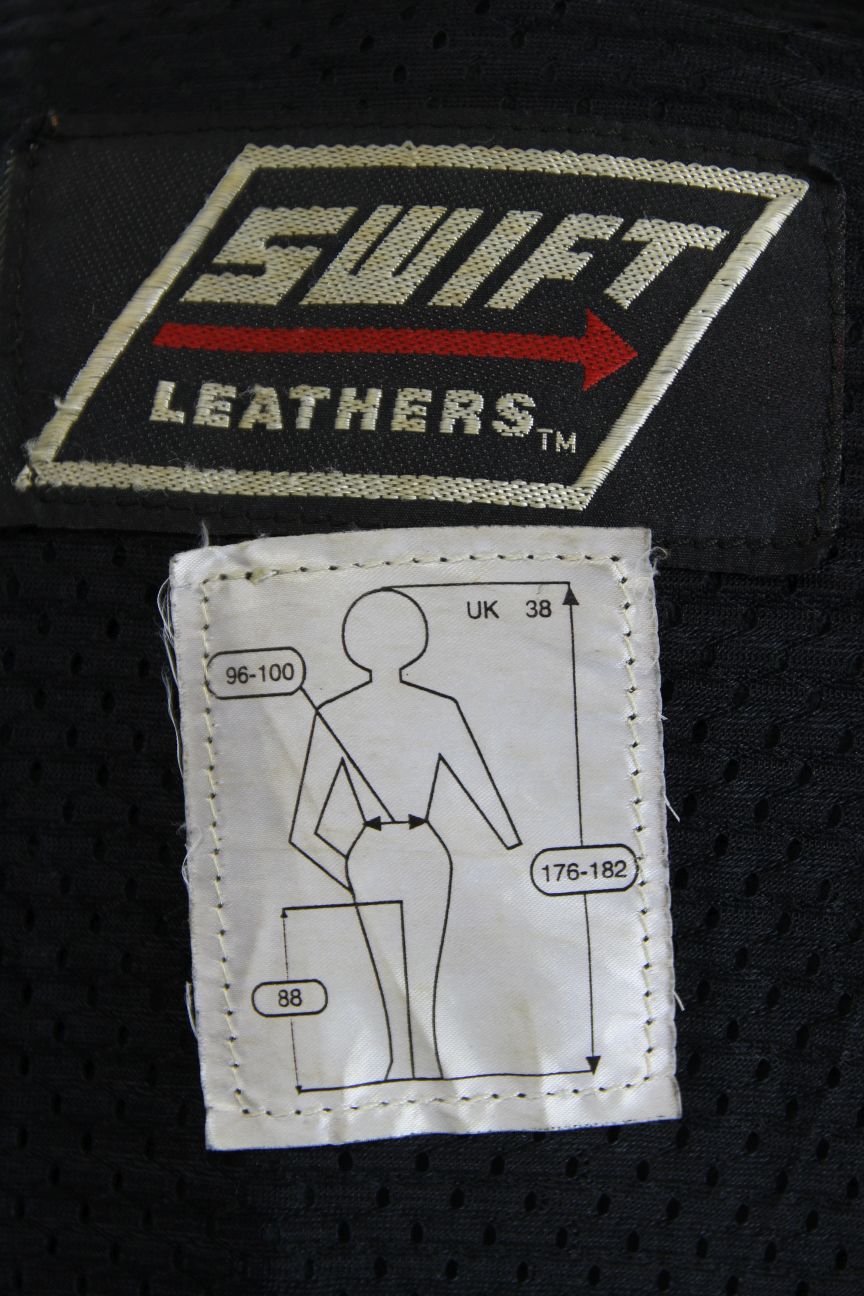 SWIFT
LEATHERS TM
UK 38
96-100
176-182
88